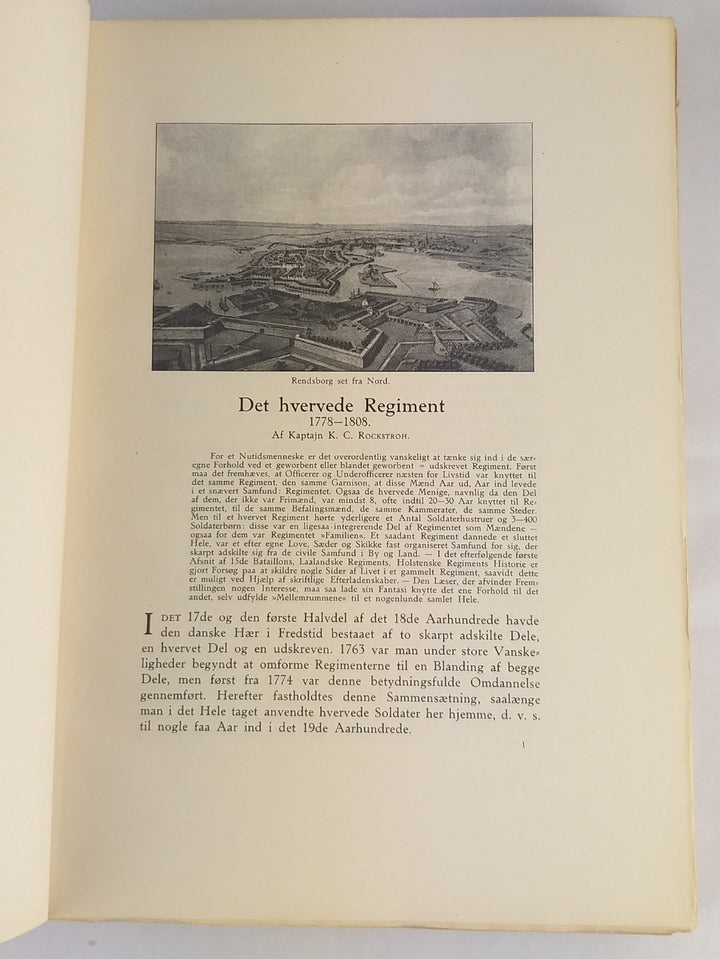 Rendsborg set fra Nord.
Det hvervede Regiment
1778—1808.
Af Kaptajn K. C. ROCKSTROH.
For et Nutidsmenneske er det overordentlig vanskeligt at tænke sig ind i de sær-
egne Forhold ved et geworbent eller blandet geworbent = udskrevet Regiment. Først
maa det fremhæves, at Officerer og Underofficerer næsten for Livstid var knyttet til
det samme Regiment, den samme Garnison, at disse Mænd Aar ud, Aar ind levede
i et snævert Samfund: Regimentet. Ogsaa de hvervede Menige, navnlig da den Del
af dem, der ikke var Frimænd, var mindst 8, ofte indtil 20—30 Aar knyttet til Re-
gimentet, til de samme Befalingsmænd, de samme Kammerater, de samme Steder.
Men til et hvervet Regiment hørte yderligere et Antal Soldaterhustruer og 3—400
Soldaterbørn: disse var en ligesaa integrerende Del af Regimentet som Mændene —
ogsaa for dem var Regimentet »Familien«. Et saadant Regiment dannede et sluttet
Hele, var et efter egne Love, Sæder og Skikke fast organiseret Samfund for sig, der
skarpt adskilte sig fra de civile Samfund i By og Land. — I det efterfølgende første
Afsnit af 15de Bataillons, Laalandske Regiments, Holstenske Regiments Historie er
gjort Forsøg paa at skildre nogle Sider af Livet i et gammelt Regiment, saavidt dette
er muligt ved Hjælp af skriftlige Efterladenskaber. — Den Læser, der afvinder Frem-
stillingen nogen Interesse, maa saa lade sin Fantasi knytte det ene Forhold til det
andet, selv udfylde »Mellemrummene« til et nogenlunde samlet Hele.
I DET 17de og den første Halvdel af det 18de Aarhundrede havde
den danske Hær i Fredstid bestaaet af to skarpt adskilte Dele,
en hvervet Del og en udskreven. 1763 var man under store Vanske-
ligheder begyndt at omforme Regimenterne til en Blanding af begge
Dele, men først fra 1774 var denne betydningsfulde Omdannelse
gennemført. Herefter fastholdtes denne Sammensætning, saalænge
man i det Hele taget anvendte hvervede Soldater her hjemme, d. v. s.
til nogle faa Aar ind i det 19de Aarhundrede.
1